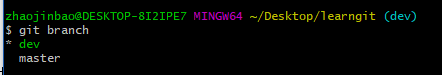 zhaojinbao@DESKTOP-8I2IPE7 MINGW64 ~/Desktop/learngit (dev)
$ git branch
* dev
  master